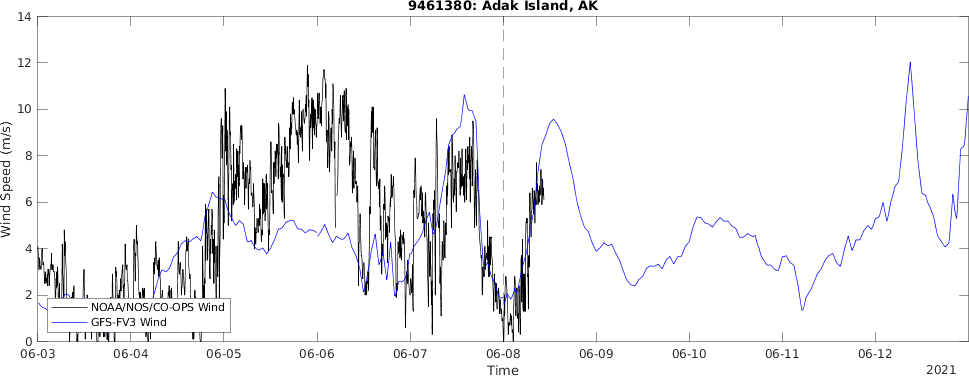 9461380: Adak Island, AK
Wind Speed (m/s)
14
12
10
8
6
4
2
0
NOAA/NOS/CO-OPS Wind
GFS-FV3 Wind
06-03 06-04 06-05 06-06 06-07 06-08 06-09 06-10 06-11 06-12
Time
2021